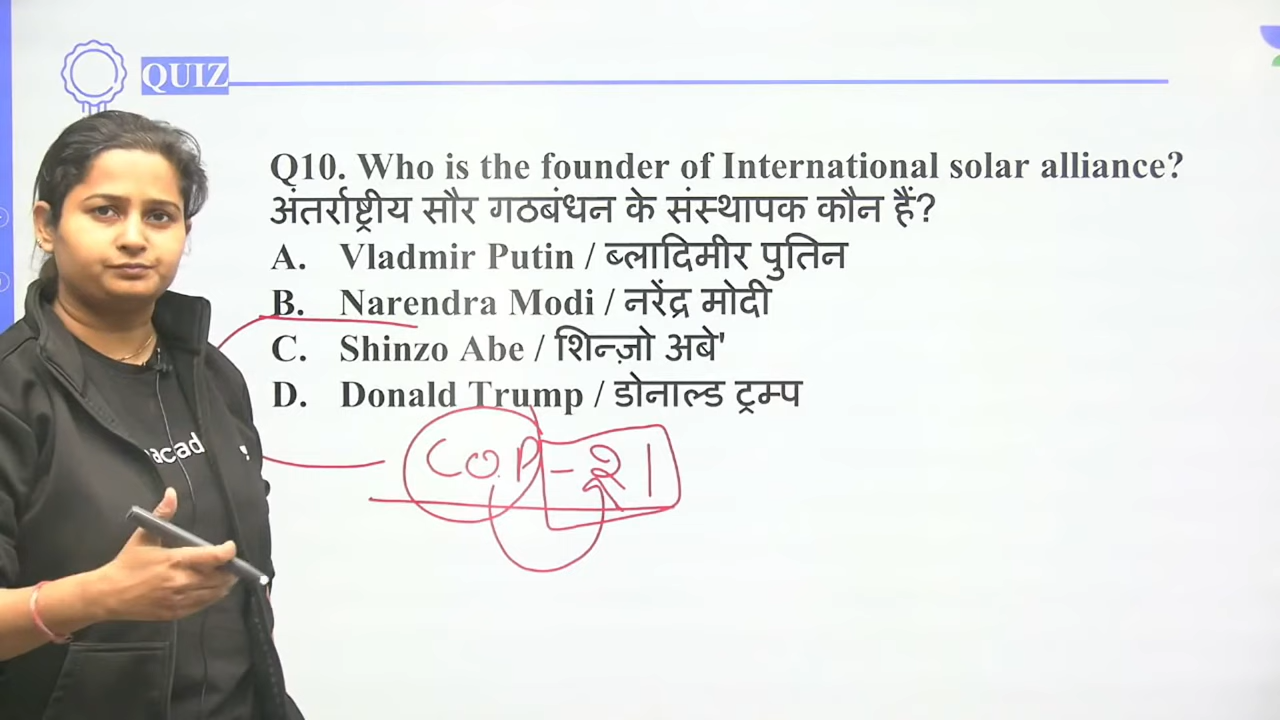 QUIZ
Q10. Who is the founder of International solar alliance?
अंतर्राष्ट्रीय सौर गठबंधन के संस्थापक कौन हैं?
A. Vladmir Putin / ब्लादिमीर पुतिन
B. Narendra Modi / नरेंद्र मोदी
C. Shinzo Abe / शिन्ज़ो अबे'
D. Donald Trump / डोनाल्ड ट्रम्प
COP - 21
acad